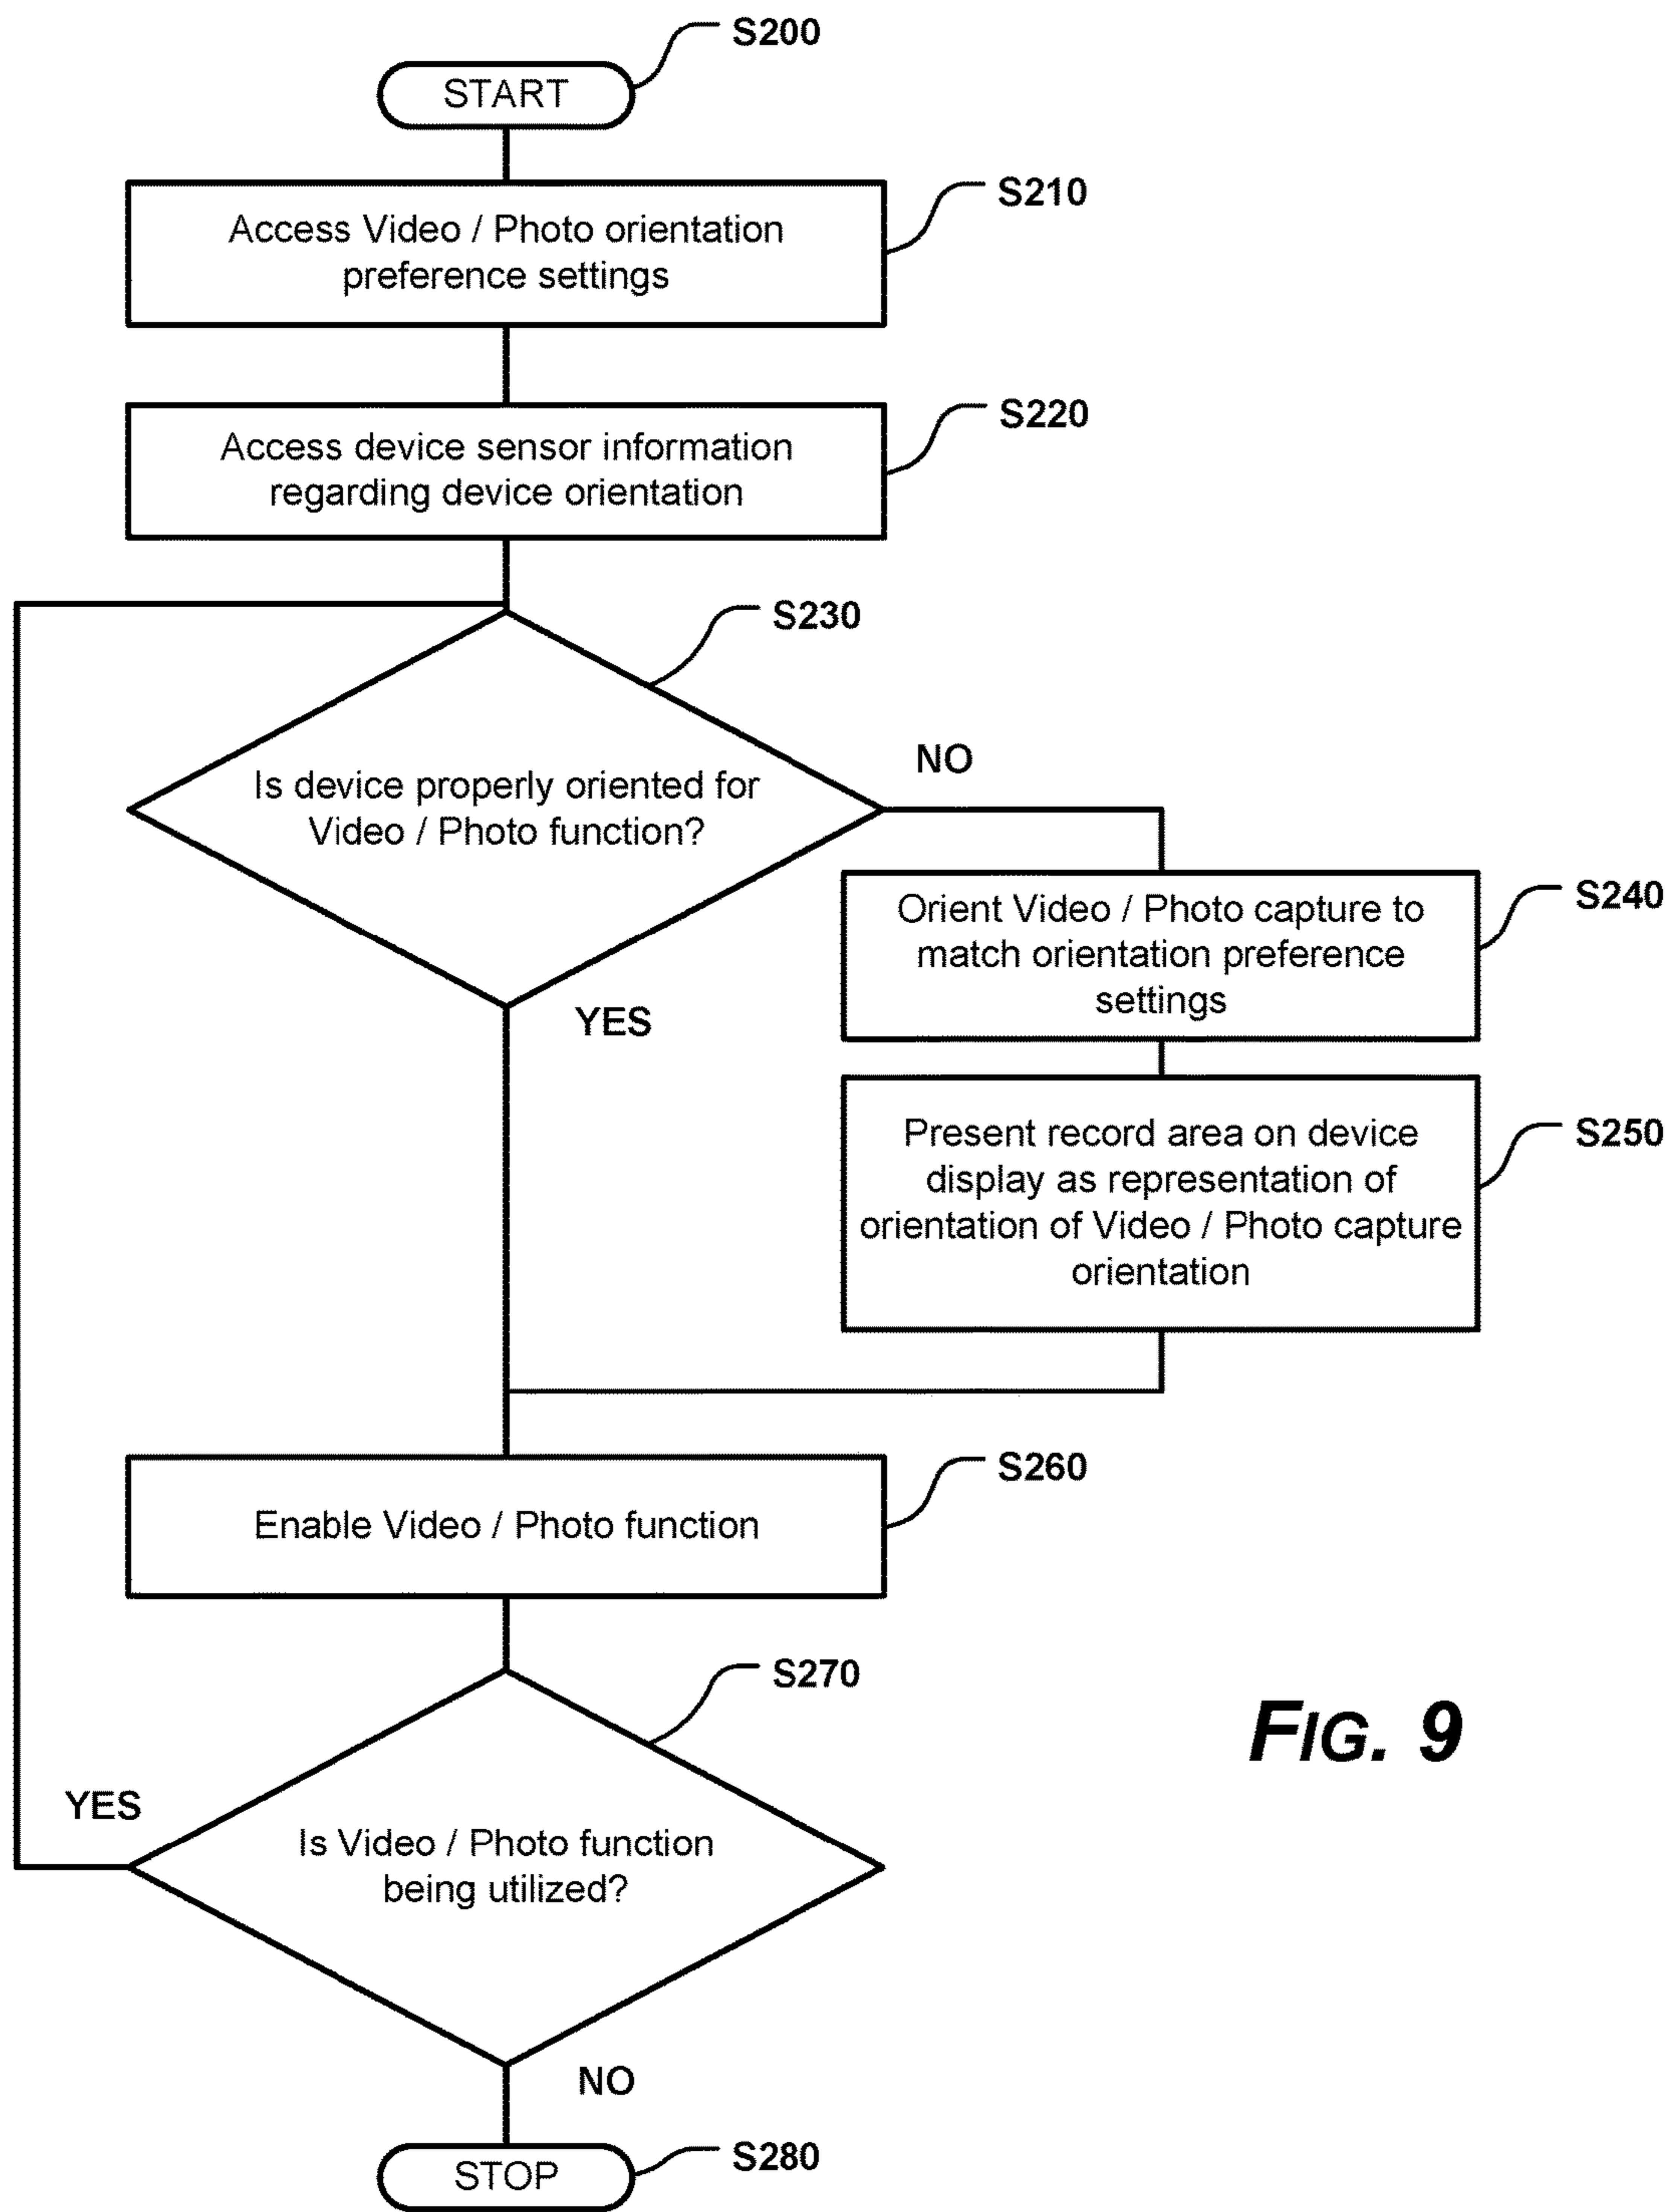 S200
START
S210
Access Video / Photo orientation
preference settings
S220
Access device sensor information
regarding device orientation
S230
Is device properly oriented for
Video / Photo function?
NO
YES
S240
Orient Video / Photo capture to
match orientation preference
settings
S250
Present record area on device
display as representation of
orientation of Video / Photo capture
orientation
S260
Enable Video / Photo function
S270
Is Video / Photo function
being utilized?
YES
NO
S280
STOP
FIG. 9